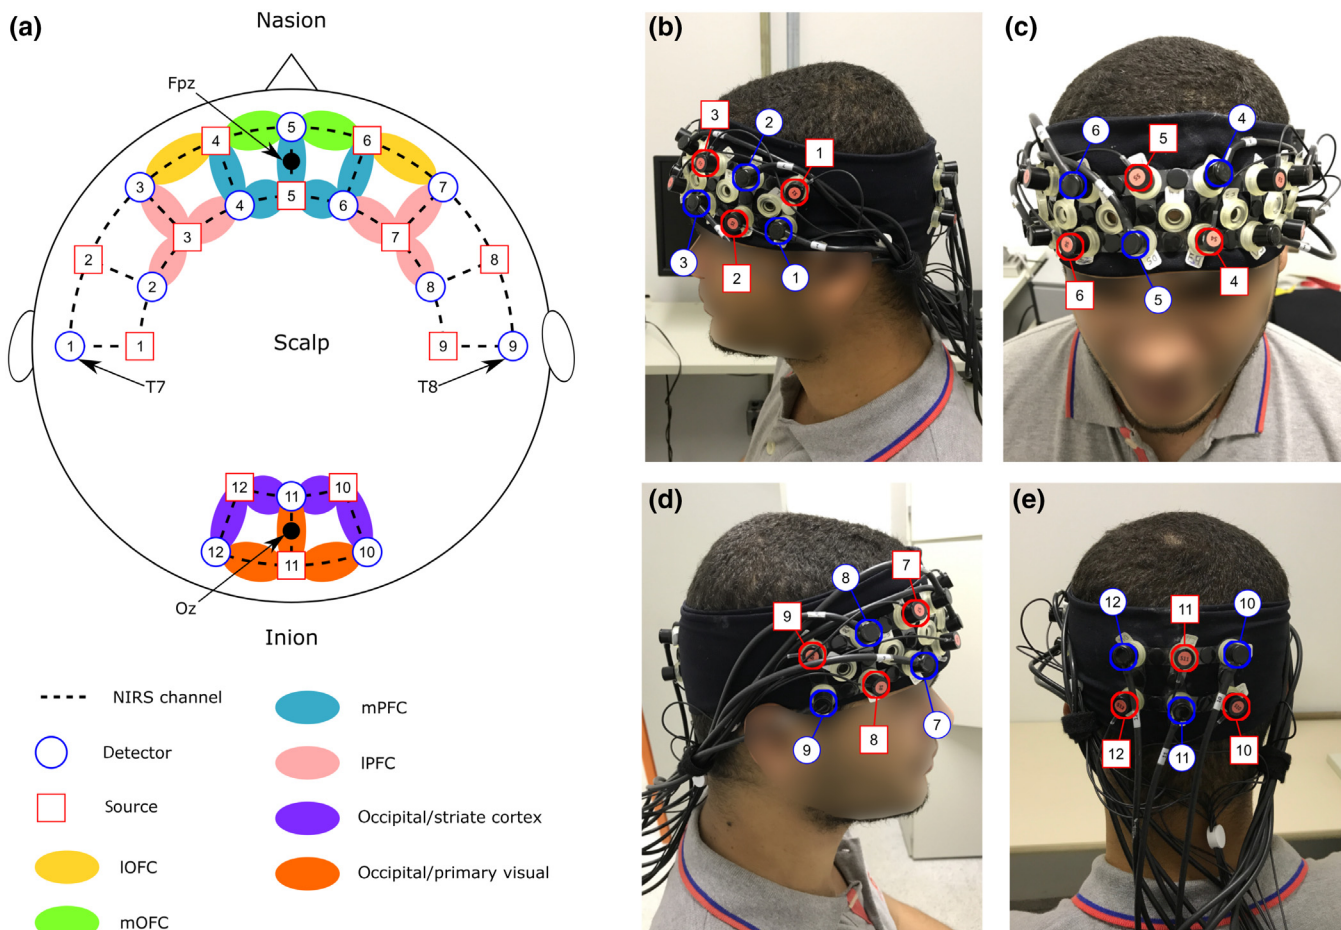 (a)
Nasion
Fpz
5
4
6
3
7
4
5
6
3
7
2
8
2
8
1
1
9
9
Scalp
T7
T8
12
11
10
12
11
10
Oz
Inion
NIRS channel
Detector
Source
lOFC
mOFC
mPFC
lPFC
Occipital/striate cortex
Occipital/primary visual
(b)
3
2
1
3
2
1
(c)
6
5
4
6
5
4
(d)
7
8
9
9
8
7
(e)
12
11
10
12
11
10